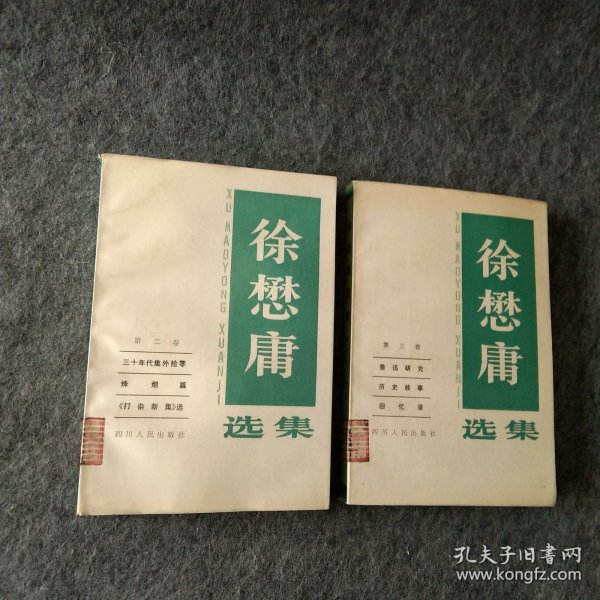 徐懋庸
选集
XU MAOYONG XUANJI
第二卷
三十年代集外拾零
烽烟篇
《打杂新集》选
四川人民出版社
徐懋庸
选集
XU MAOYONG XUANJI
第三卷
鲁迅研究
历史故事
回忆录
四川人民出版社
孔夫子旧书网
www.kongfz.com